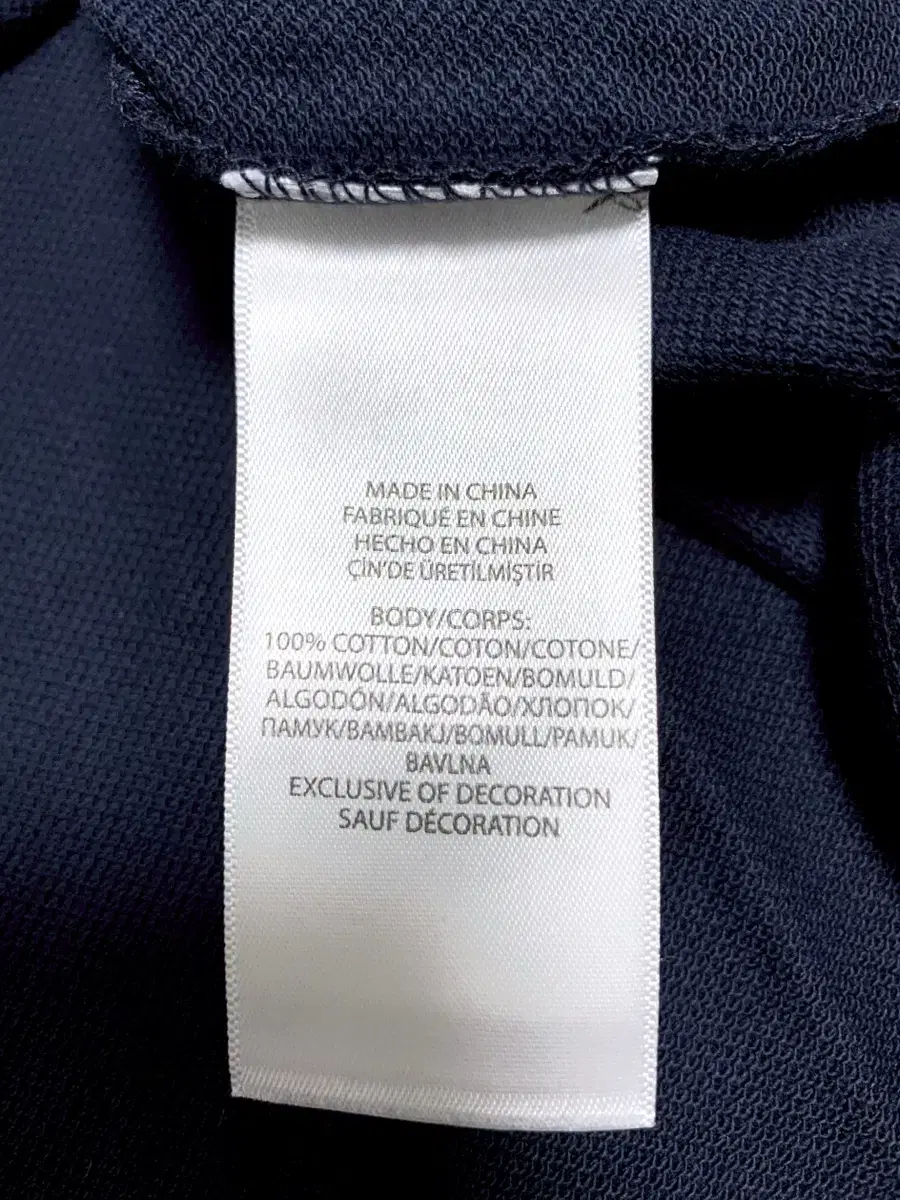 MADE IN CHINA
FABRIQUÉ EN CHINE
HECHO EN CHINA
ÇİN'DE ÜRETİLMİŞTİR
BODY/CORPS:
100% COTTON/COTON/COTONE/
BAUMWOLLE/KATOEN/BOMULD/
ALGODÓN/ALGODÃO/ХЛОПОК/
ПАМУК/ΒΑΜΒΑΚΙ/BOMULL/PAMUK/
BAVLNA
EXCLUSIVE OF DECORATION
SAUF DÉCORATION